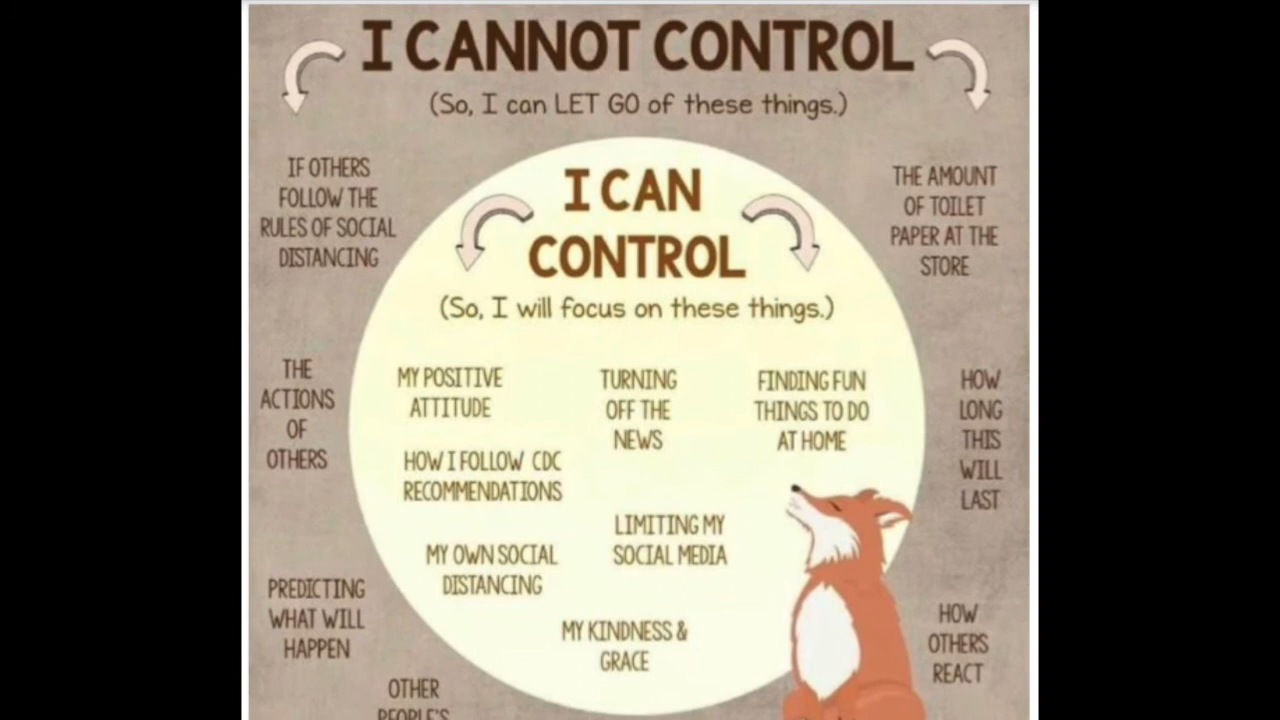 I CANNOT CONTROL
(So, I can LET GO of these things.)
IF OTHERS
FOLLOW THE
RULES OF SOCIAL
DISTANCING
THE AMOUNT
OF TOILET
PAPER AT THE
STORE
I CAN
CONTROL
(So, I will focus on these things.)
THE
ACTIONS
OF
OTHERS
MY POSITIVE
ATTITUDE
TURNING
OFF THE
NEWS
FINDING FUN
THINGS TO DO
AT HOME
HOW
LONG
THIS
WILL
LAST
HOW I FOLLOW CDC
RECOMMENDATIONS
LIMITING MY
SOCIAL MEDIA
MY OWN SOCIAL
DISTANCING
PREDICTING
WHAT WILL
HAPPEN
MY KINDNESS &
GRACE
HOW
OTHERS
REACT
OTHER
PEOPLE'S